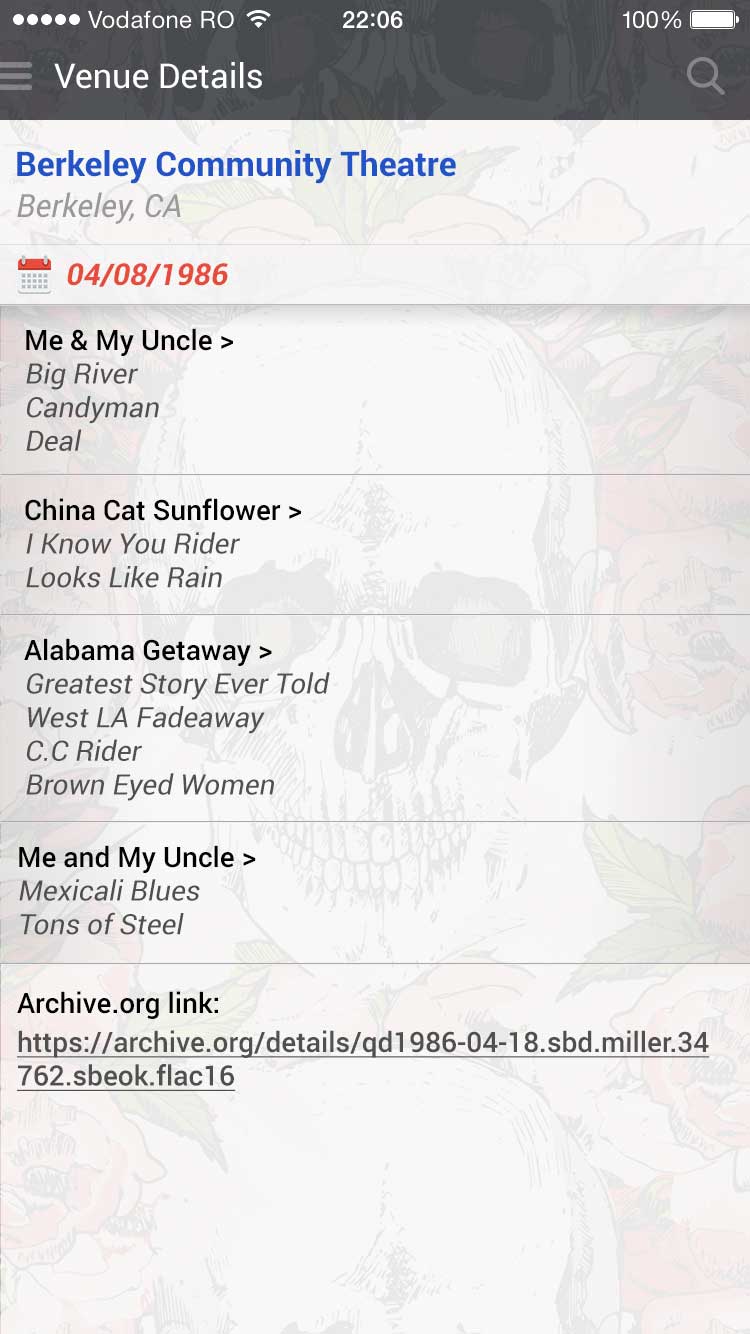 Vodafone RO 22:06 100%
Venue Details
Berkeley Community Theatre
Berkeley, CA
04/08/1986
Me & My Uncle >
Big River
Candyman
Deal
China Cat Sunflower >
I Know You Rider
Looks Like Rain
Alabama Getaway >
Greatest Story Ever Told
West LA Fadeaway
C.C Rider
Brown Eyed Women
Me and My Uncle >
Mexicali Blues
Tons of Steel
Archive.org link:
https://archive.org/details/qd1986-04-18.sbd.miller.34
762.sbeok.flac16